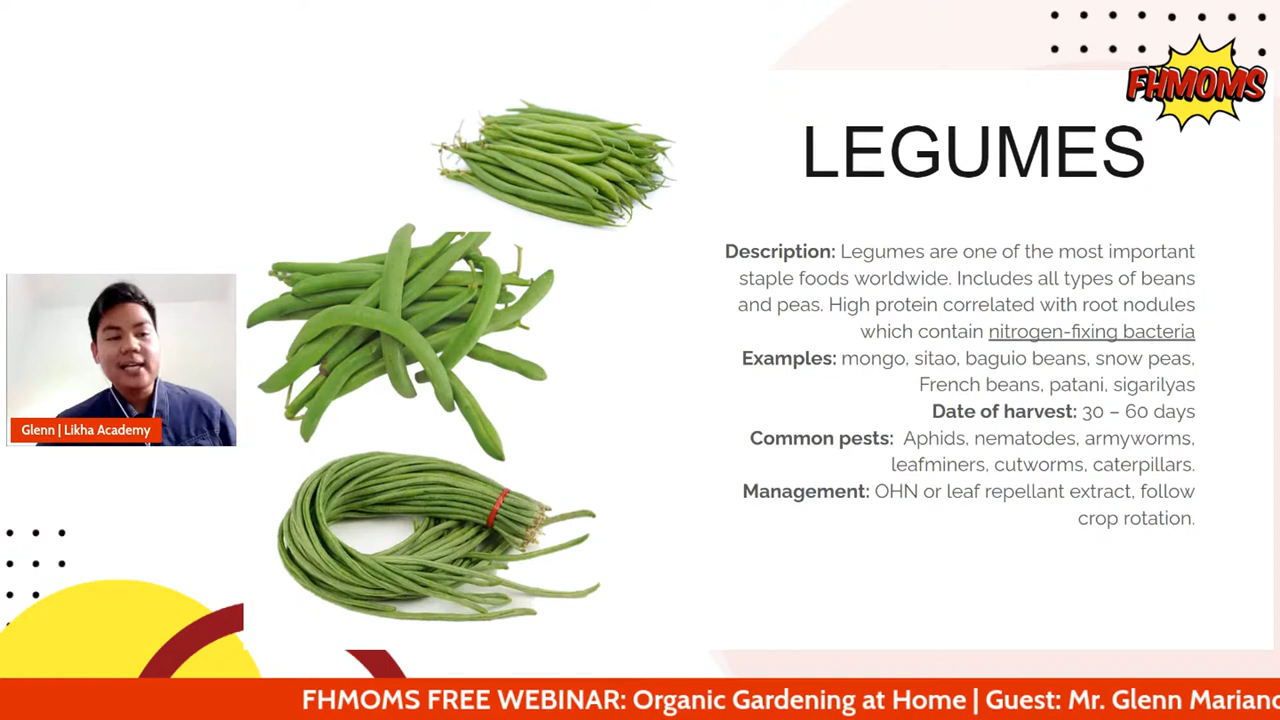 FHMOMS
LEGUMES
Description: Legumes are one of the most important
staple foods worldwide. Includes all types of beans
and peas. High protein correlated with root nodules
which contain nitrogen-fixing bacteria
Examples: mongo, sitao, baguio beans, snow peas,
French beans, patani, sigarilyas
Date of harvest: 30 – 60 days
Common pests: Aphids, nematodes, armyworms,
leafminers, cutworms, caterpillars.
Management: OHN or leaf repellant extract, follow
crop rotation.
Glenn | Likha Academy
FHMOMS FREE WEBINAR: Organic Gardening at Home | Guest: Mr. Glenn Mariano